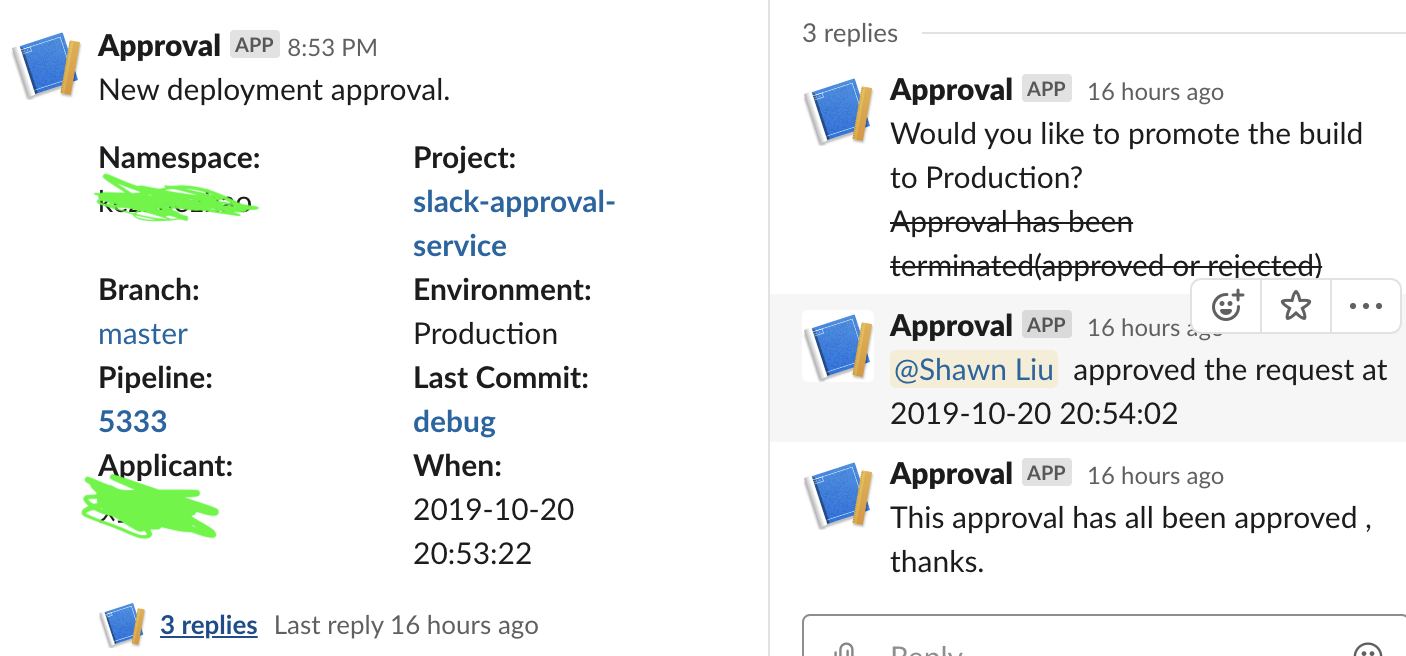 Approval APP 8:53 PM
New deployment approval.
Namespace:
Project:
slack-approval-
service
Branch:
Environment:
master
Production
Pipeline:
Last Commit:
5333
debug
Applicant:
When:
2019-10-20
20:53:22
3 replies Last reply 16 hours ago
3 replies
Approval APP 16 hours ago
Would you like to promote the build
to Production?
Approval has been
terminated(approved or rejected)
Approval APP 16 hours ago
@Shawn Liu approved the request at
2019-10-20 20:54:02
Approval APP 16 hours ago
This approval has all been approved ,
thanks.
Reply